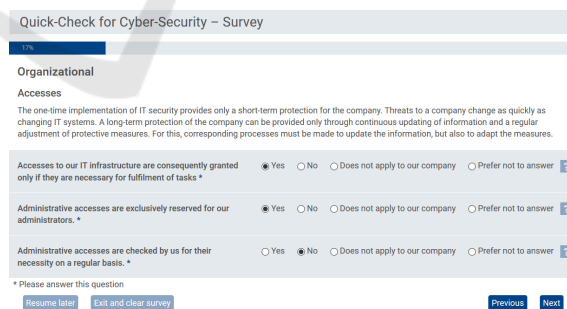 Quick-Check for Cyber-Security – Survey
17%
Organizational
Accesses
The one-time implementation of IT security provides only a short-term protection for the company. Threats to a company change as quickly as
changing IT systems. A long-term protection of the company can be provided only through continuous updating of information and a regular
adjustment of protective measures. For this, corresponding processes must be made to update the information, but also to adapt the measures.
Accesses to our IT infrastructure are consequently granted
only if they are necessary for fulfilment of tasks *
Yes No Does not apply to our company Prefer not to answer ?
Administrative accesses are exclusively reserved for our
administrators. *
Yes No Does not apply to our company Prefer not to answer ?
Administrative accesses are checked by us for their
necessity on a regular basis. *
Yes No Does not apply to our company Prefer not to answer ?
* Please answer this question
Resume later Exit and clear survey Previous Next